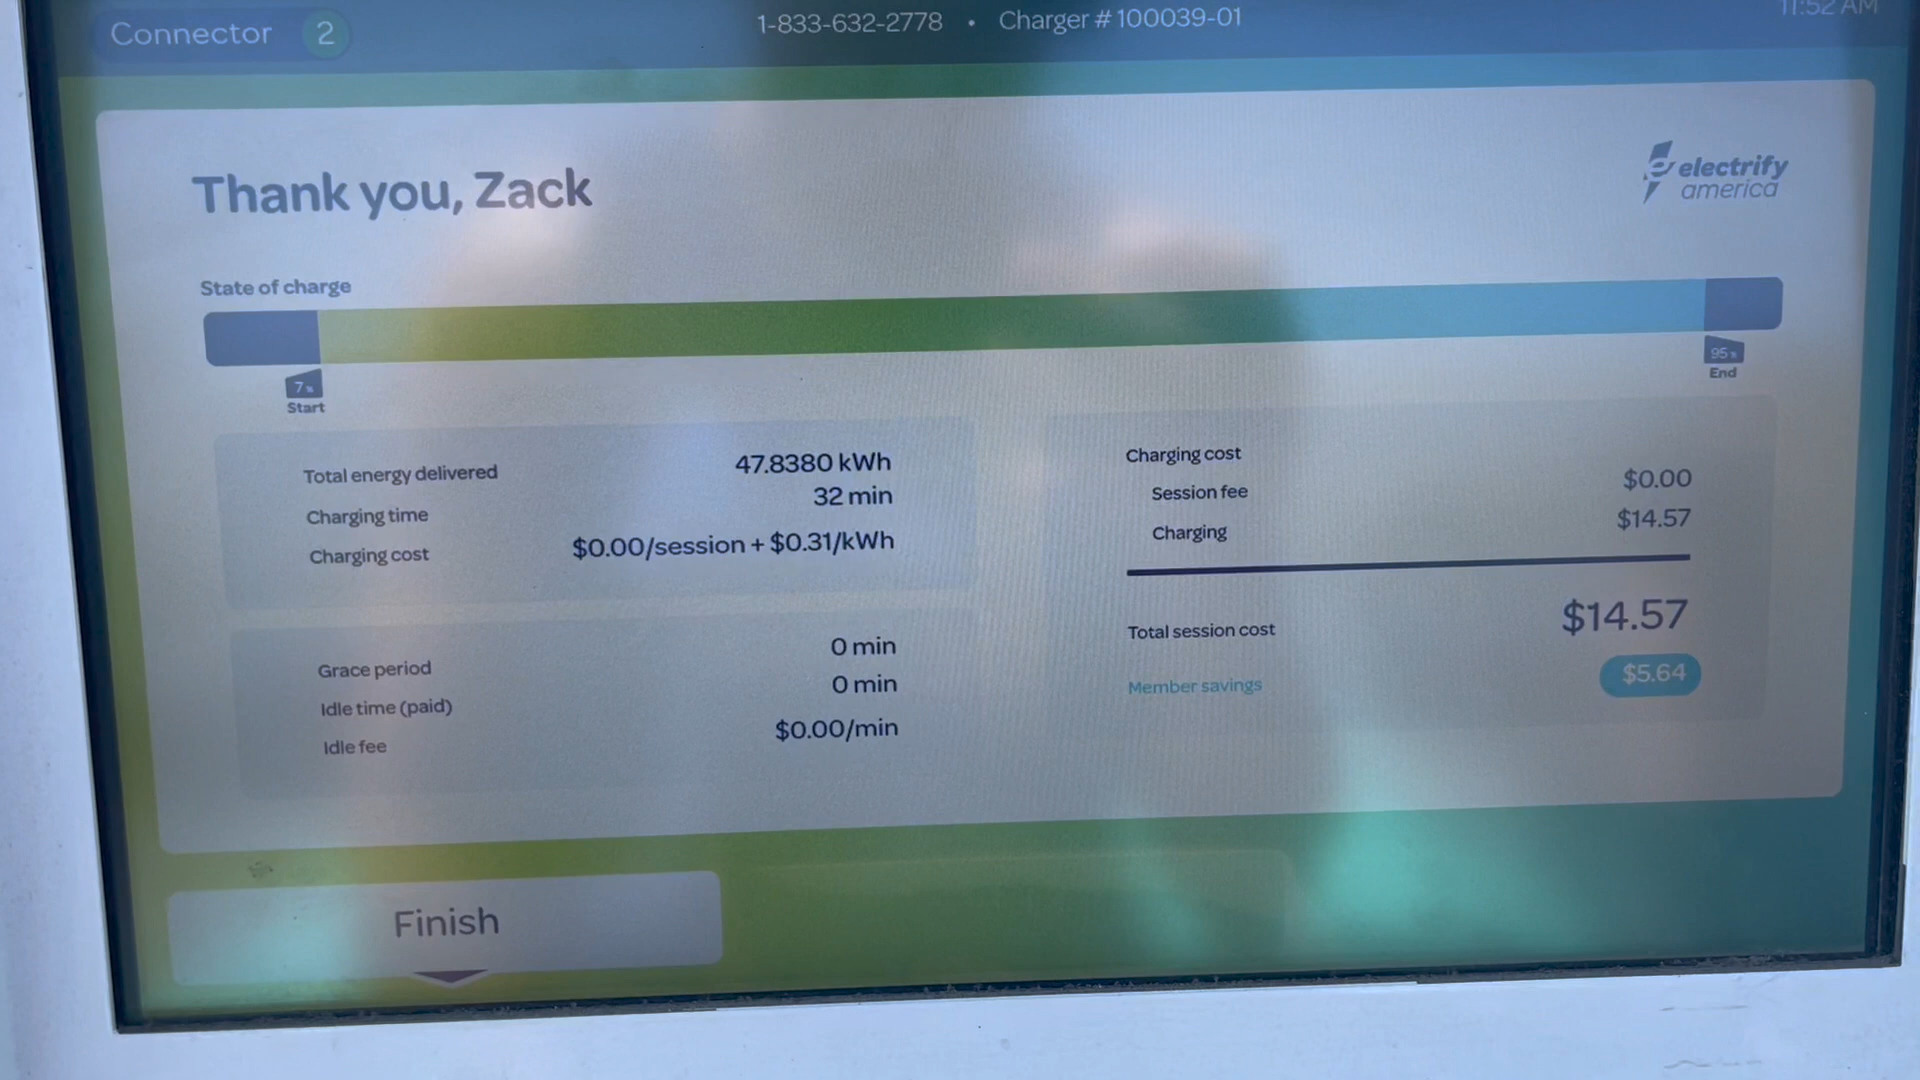 Connector 2
1-833-632-2778 • Charger # 100039-01
11:52 AM
Thank you, Zack
electrify
america
State of charge
7%
Start
95%
End
Total energy delivered 47.8380 kWh
Charging time 32 min
Charging cost $0.00/session + $0.31/kWh
Grace period 0 min
Idle time (paid) 0 min
Idle fee $0.00/min
Charging cost
Session fee $0.00
Charging $14.57
Total session cost $14.57
Member savings $5.64
Finish